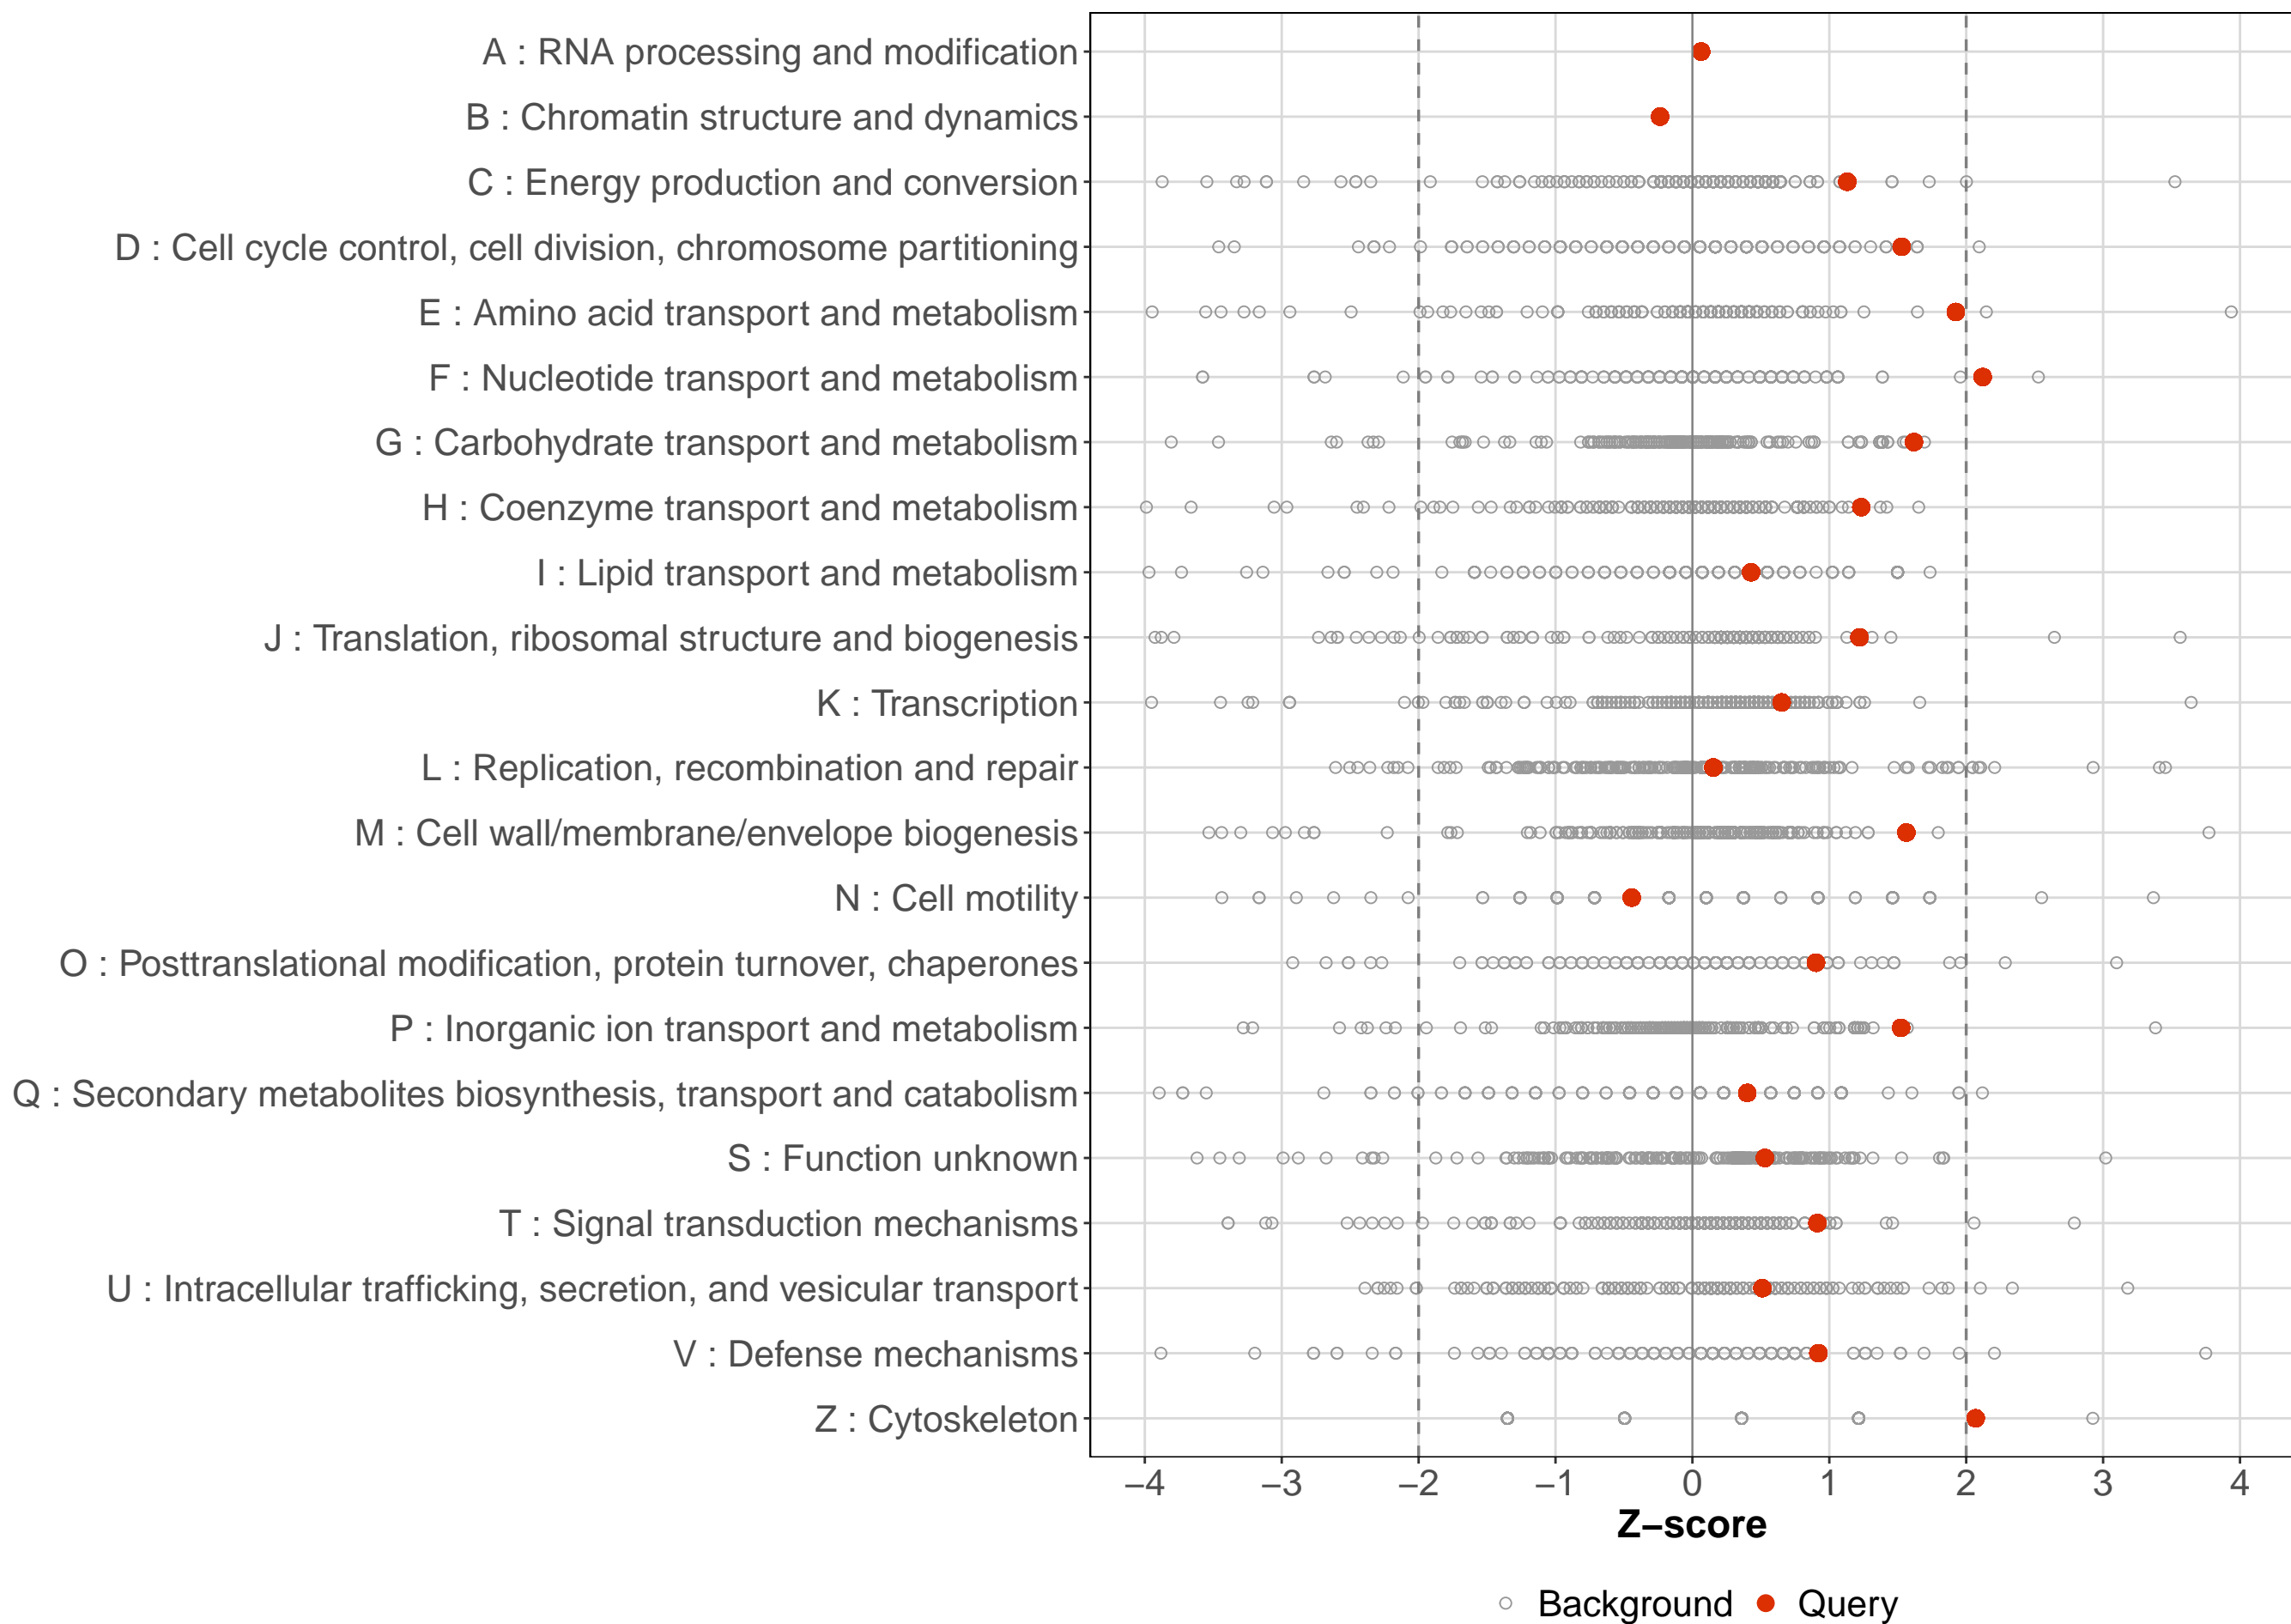 A : RNA processing and modification
B : Chromatin structure and dynamics
C : Energy production and conversion
D : Cell cycle control, cell division, chromosome partitioning
E : Amino acid transport and metabolism
F : Nucleotide transport and metabolism
G : Carbohydrate transport and metabolism
H : Coenzyme transport and metabolism
I : Lipid transport and metabolism
J : Translation, ribosomal structure and biogenesis
K : Transcription
L : Replication, recombination and repair
M : Cell wall/membrane/envelope biogenesis
N : Cell motility
O : Posttranslational modification, protein turnover, chaperones
P : Inorganic ion transport and metabolism
Q : Secondary metabolites biosynthesis, transport and catabolism
S : Function unknown
T : Signal transduction mechanisms
U : Intracellular trafficking, secretion, and vesicular transport
V : Defense mechanisms
Z : Cytoskeleton
−4 −3 −2 −1 0 1 2 3 4
Z−score
Background Query